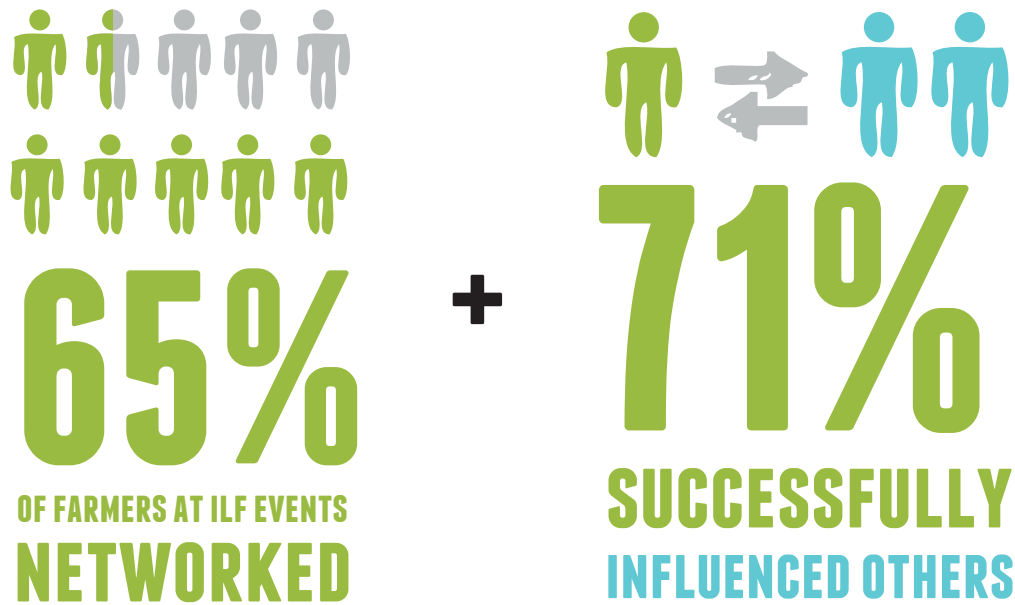 65%
OF FARMERS AT ILF EVENTS
NETWORKED
+
71%
SUCCESSFULLY
INFLUENCED OTHERS